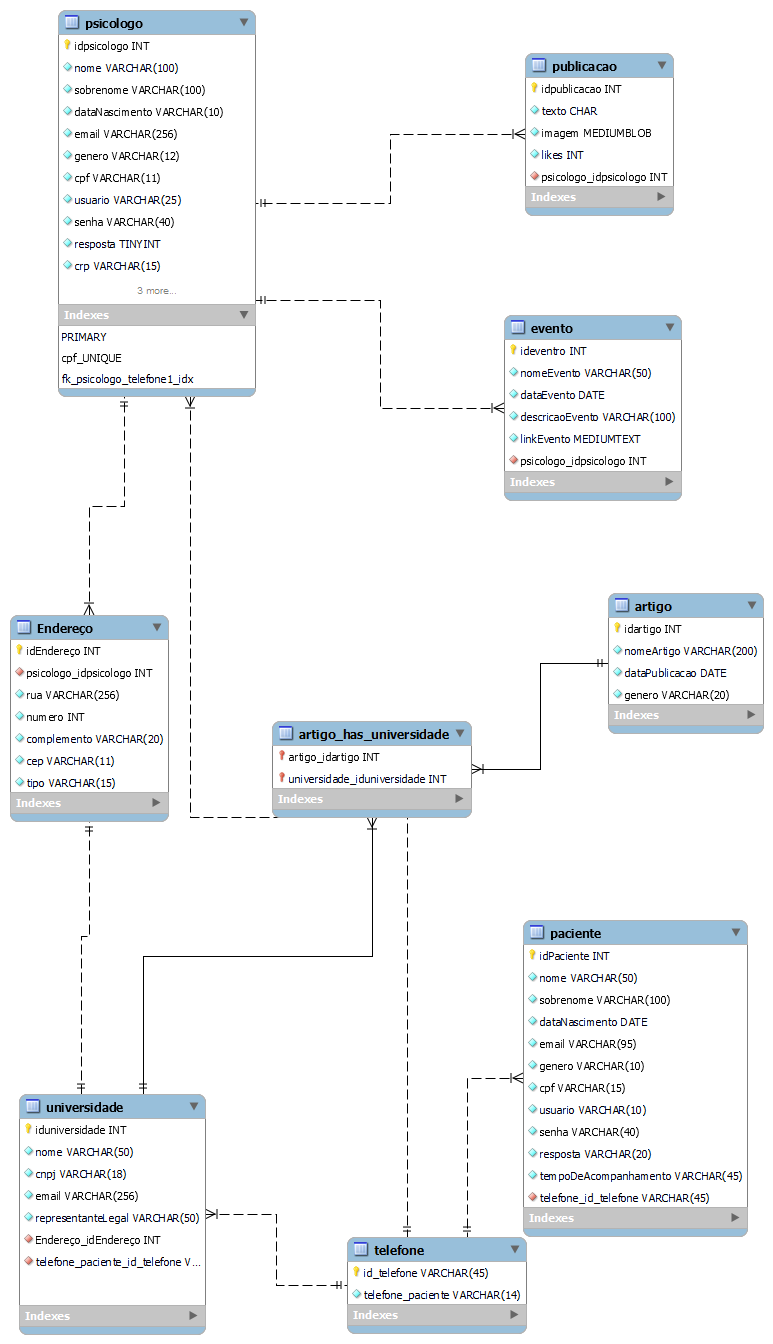 psicologo
idpsicologo INT
nome VARCHAR(100)
sobrenome VARCHAR(100)
dataNascimento VARCHAR(10)
email VARCHAR(256)
genero VARCHAR(12)
cpf VARCHAR(11)
usuario VARCHAR(25)
senha VARCHAR(40)
resposta TINYINT
crp VARCHAR(15)
3 more...
Indexes
PRIMARY
cpf_UNIQUE
fk_psicologo_telefone1_idx
publicacao
idpublicacao INT
texto CHAR
imagem MEDIUMBLOB
likes INT
psicologo_idpsicologo INT
Indexes
evento
ideventro INT
nomeEvento VARCHAR(50)
dataEvento DATE
descricaoEvento VARCHAR(100)
linkEvento MEDIUMTEXT
psicologo_idpsicologo INT
Indexes
Endereço
idEndereço INT
psicologo_idpsicologo INT
rua VARCHAR(256)
numero INT
complemento VARCHAR(20)
cep VARCHAR(11)
tipo VARCHAR(15)
Indexes
artigo
idartigo INT
nomeArtigo VARCHAR(200)
dataPublicacao DATE
genero VARCHAR(20)
Indexes
artigo_has_universidade
artigo_idartigo INT
universidade_iduniversidade INT
Indexes
paciente
idPaciente INT
nome VARCHAR(50)
sobrenome VARCHAR(100)
dataNascimento DATE
email VARCHAR(95)
genero VARCHAR(10)
cpf VARCHAR(15)
usuario VARCHAR(10)
senha VARCHAR(40)
resposta VARCHAR(20)
tempoDeAcompanhamento VARCHAR(45)
telefone_id_telefone VARCHAR(45)
Indexes
universidade
iduniversidade INT
nome VARCHAR(50)
cnpj VARCHAR(18)
email VARCHAR(256)
representanteLegal VARCHAR(50)
Endereço_idEndereço INT
telefone_paciente_id_telefone V...
Indexes
telefone
id_telefone VARCHAR(45)
telefone_paciente VARCHAR(14)
Indexes